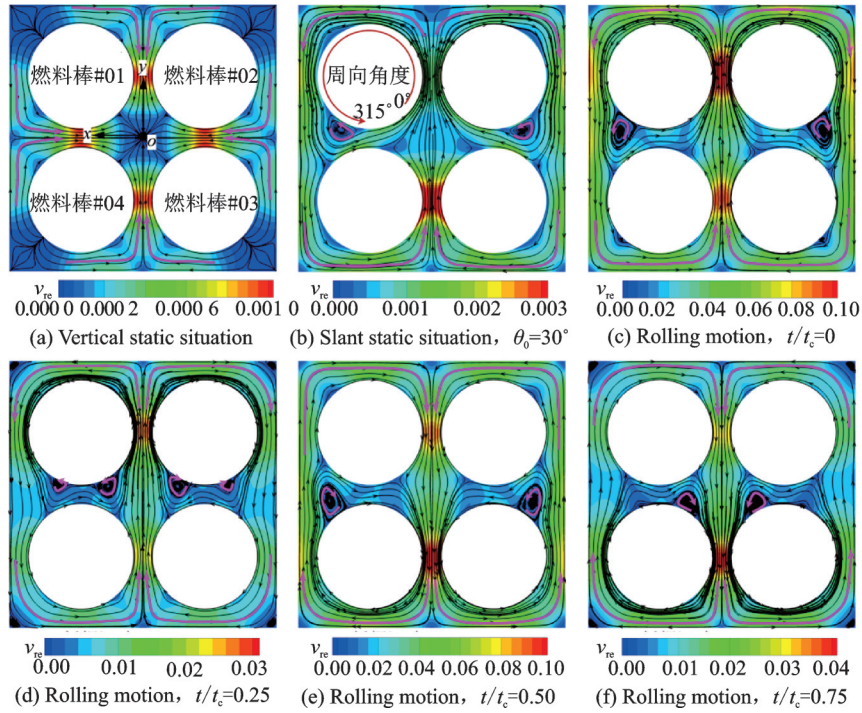 燃料棒#01
y
燃料棒#02
x
o
燃料棒#04
燃料棒#03
v_re
0.000 0 0.000 2 0.000 6 0.001 0
(a) Vertical static situation
周向角度
315° 0°
v_re
0.001 0.002 0.003
(b) Slant static situation, θ₀=30°
v_re
0.00 0.02 0.04 0.06 0.08 0.10
(c) Rolling motion, t/t_c=0
v_re
0.00 0.01 0.02 0.03
(d) Rolling motion, t/t_c=0.25
v_re
0.00 0.02 0.04 0.06 0.08 0.10
(e) Rolling motion, t/t_c=0.50
v_re
0.00 0.01 0.02 0.03 0.04
(f) Rolling motion, t/t_c=0.75